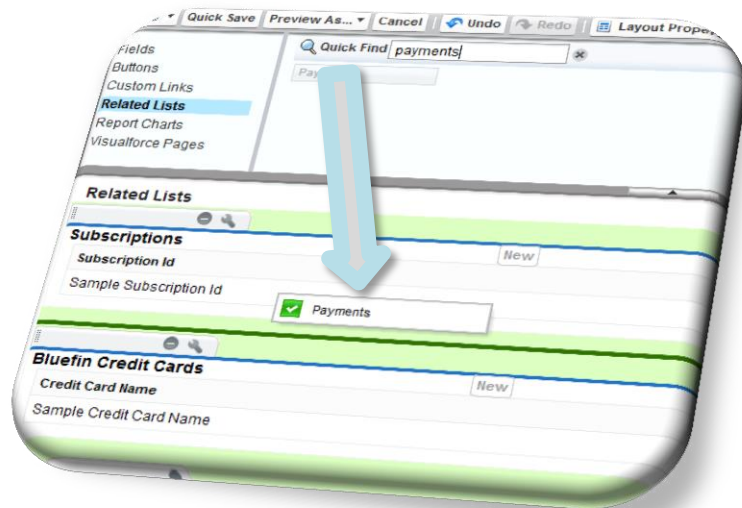 Quick Save Preview As... Cancel Undo Redo Layout Proper
Fields
Buttons
Custom Links
Related Lists
Report Charts
Visualforce Pages
Quick Find payments
Related Lists
Subscriptions
New
Subscription Id
Sample Subscription Id
Payments
Bluefin Credit Cards
New
Credit Card Name
Sample Credit Card Name